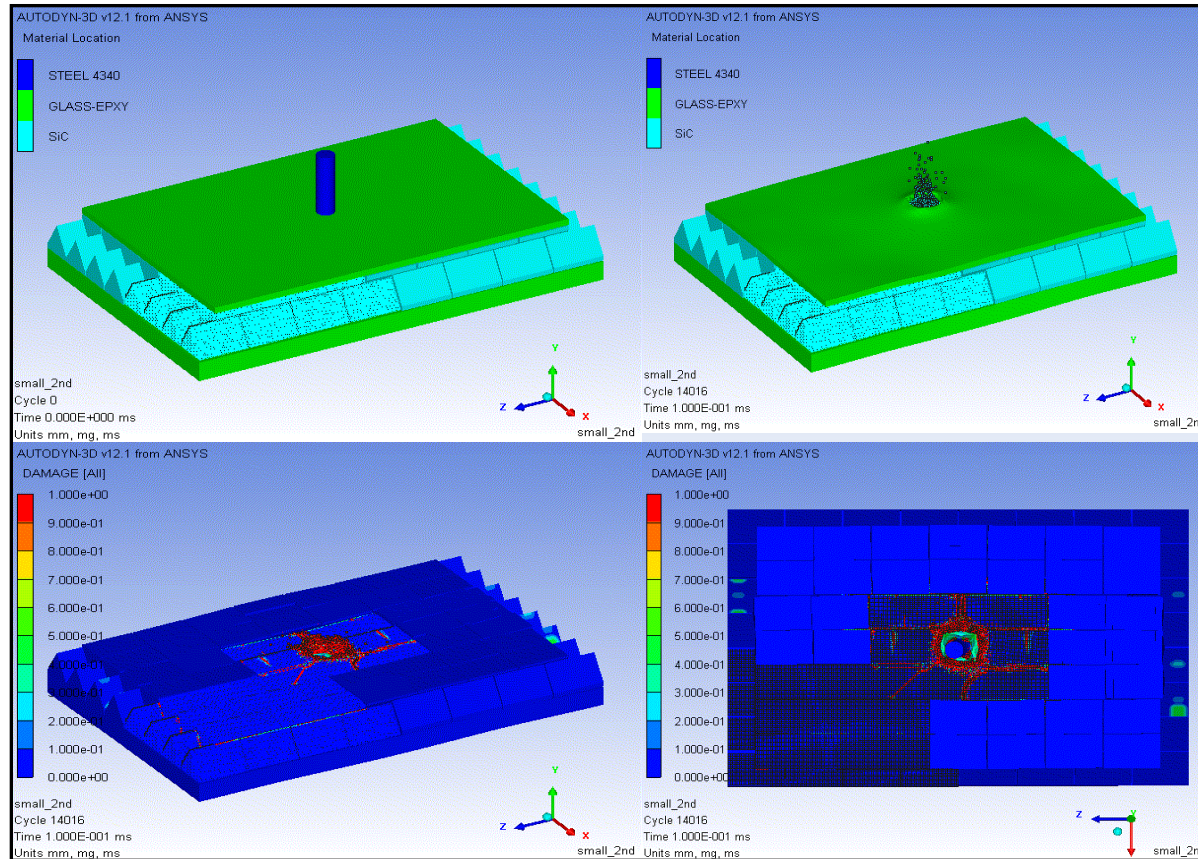 AUTODYN-3D v12.1 from ANSYS
Material Location
STEEL 4340
GLASS-EPXY
SiC
Y
Z
X
small_2nd
Cycle 0
Time 0.000E+000 ms
Units mm, mg, ms
small_2nd
AUTODYN-3D v12.1 from ANSYS
Material Location
STEEL 4340
GLASS-EPXY
SiC
Y
Z
X
small_2nd
Cycle 14016
Time 1.000E-001 ms
Units mm, mg, ms
small_2n
AUTODYN-3D v12.1 from ANSYS
DAMAGE [All]
1.000e+00
9.000e-01
8.000e-01
7.000e-01
6.000e-01
5.000e-01
4.000e-01
3.000e-01
2.000e-01
1.000e-01
0.000e+00
Y
Z
X
small_2nd
Cycle 14016
Time 1.000E-001 ms
Units mm, mg, ms
small_2nd
AUTODYN-3D v12.1 from ANSYS
DAMAGE [All]
1.000e+00
9.000e-01
8.000e-01
7.000e-01
6.000e-01
5.000e-01
4.000e-01
3.000e-01
2.000e-01
1.000e-01
0.000e+00
Z
Y
small_2nd
Cycle 14016
Time 1.000E-001 ms
Units mm, mg, ms
small_2n